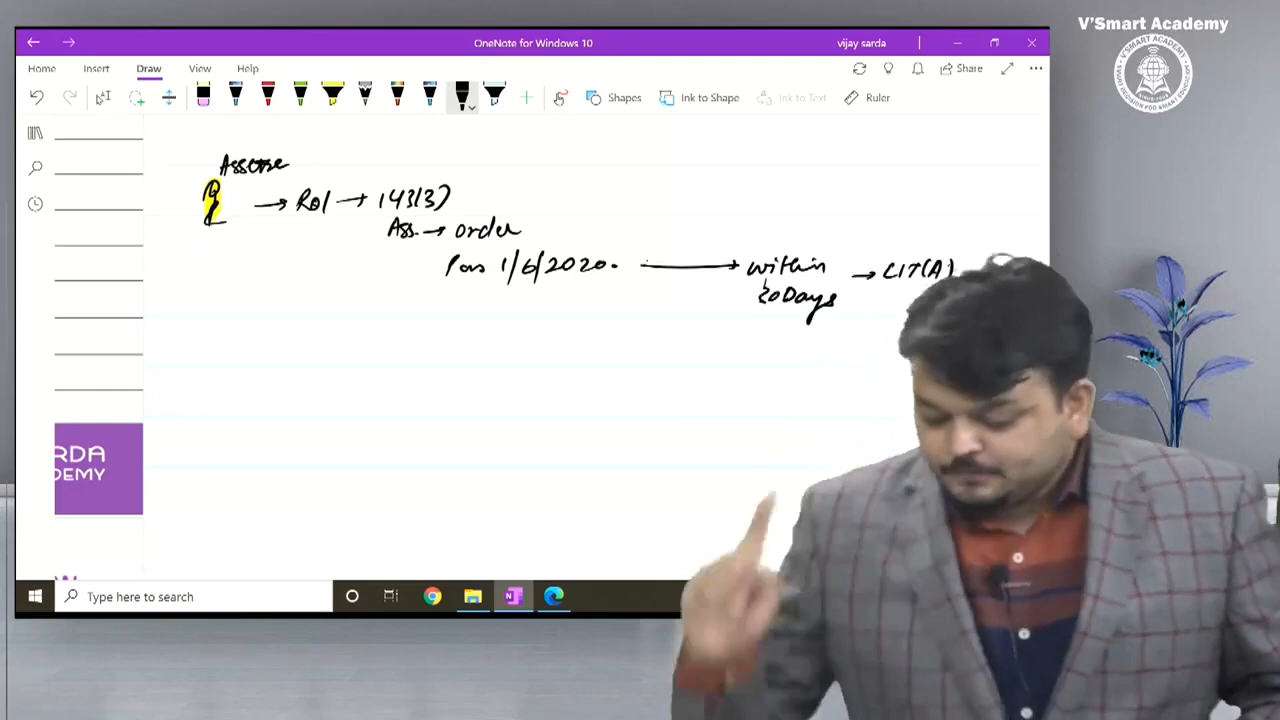 V'Smart Academy
OneNote for Windows 10
vijay sarda
Home Insert Draw View Help
Share
Shapes
Ink to Shape
Ink to Text
Ruler
Assesse
→ RoI → 143(3)
Ass. → order
Pass 1/6/2020. → within → CIT(A)
30 Days
RDA
DEMY
Type here to search